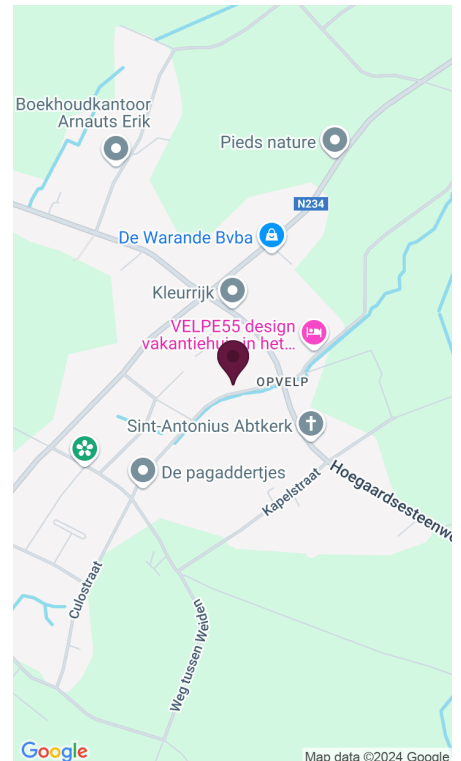 Boekhoudkantoor
Arnauts Erik
Pieds nature
N234
De Warande Bvba
Kleurrijk
VELPE55 design
vakantiehuis in het...
OPVELP
Sint-Antonius Abtkerk
De pagaddertjes
Kapelstraat
Hoegaardsesteenwe
Culostraat
Weg tussen Weiden
Google
Map data ©2024 Google